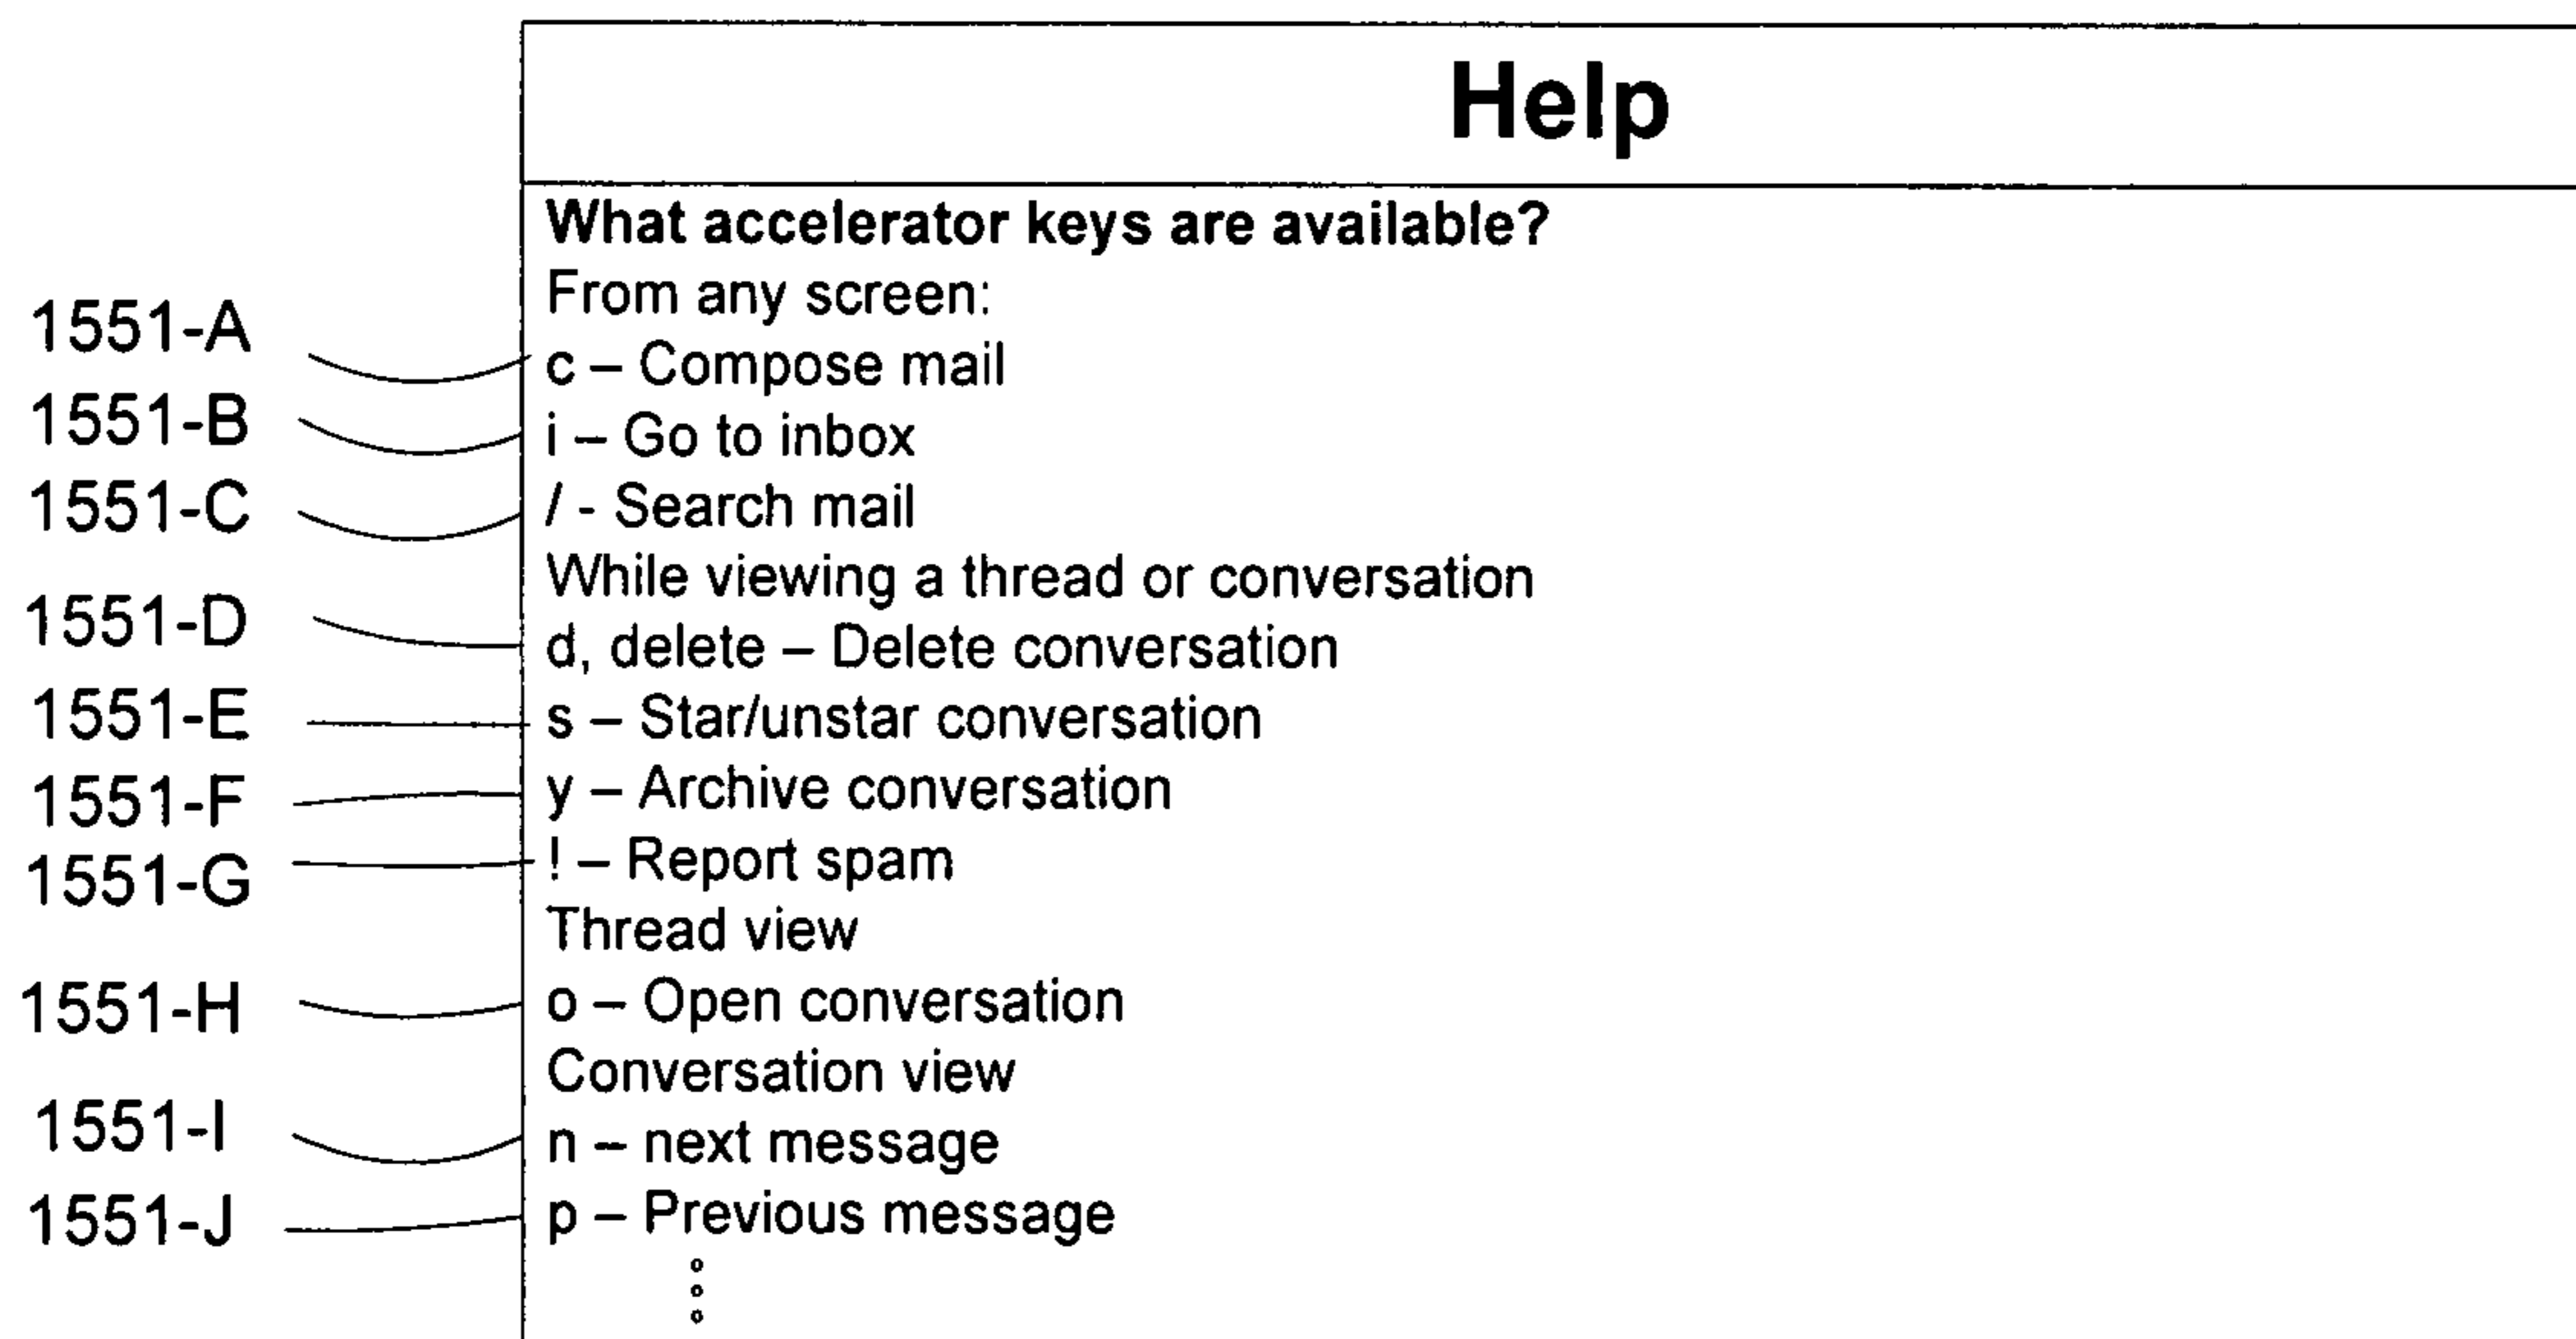 Help
What accelerator keys are available?
From any screen:
1551-A c – Compose mail
1551-B i – Go to inbox
1551-C / - Search mail
While viewing a thread or conversation
1551-D d, delete – Delete conversation
1551-E s – Star/unstar conversation
1551-F y – Archive conversation
1551-G ! – Report spam
Thread view
1551-H o – Open conversation
Conversation view
1551-I n – next message
1551-J p – Previous message